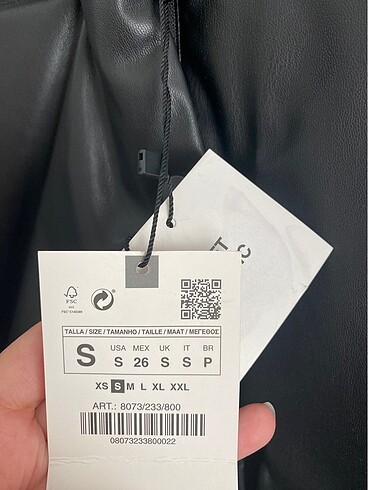 FSC
TALLA / SIZE / TAMANHO / TAILLE / MAAT / ΜΕΓΕΘΟΣ
USA MEX UK IT BR
S S 26 S S P
XS S M L XL XXL
ART.: 8073/233/800
08073233800022